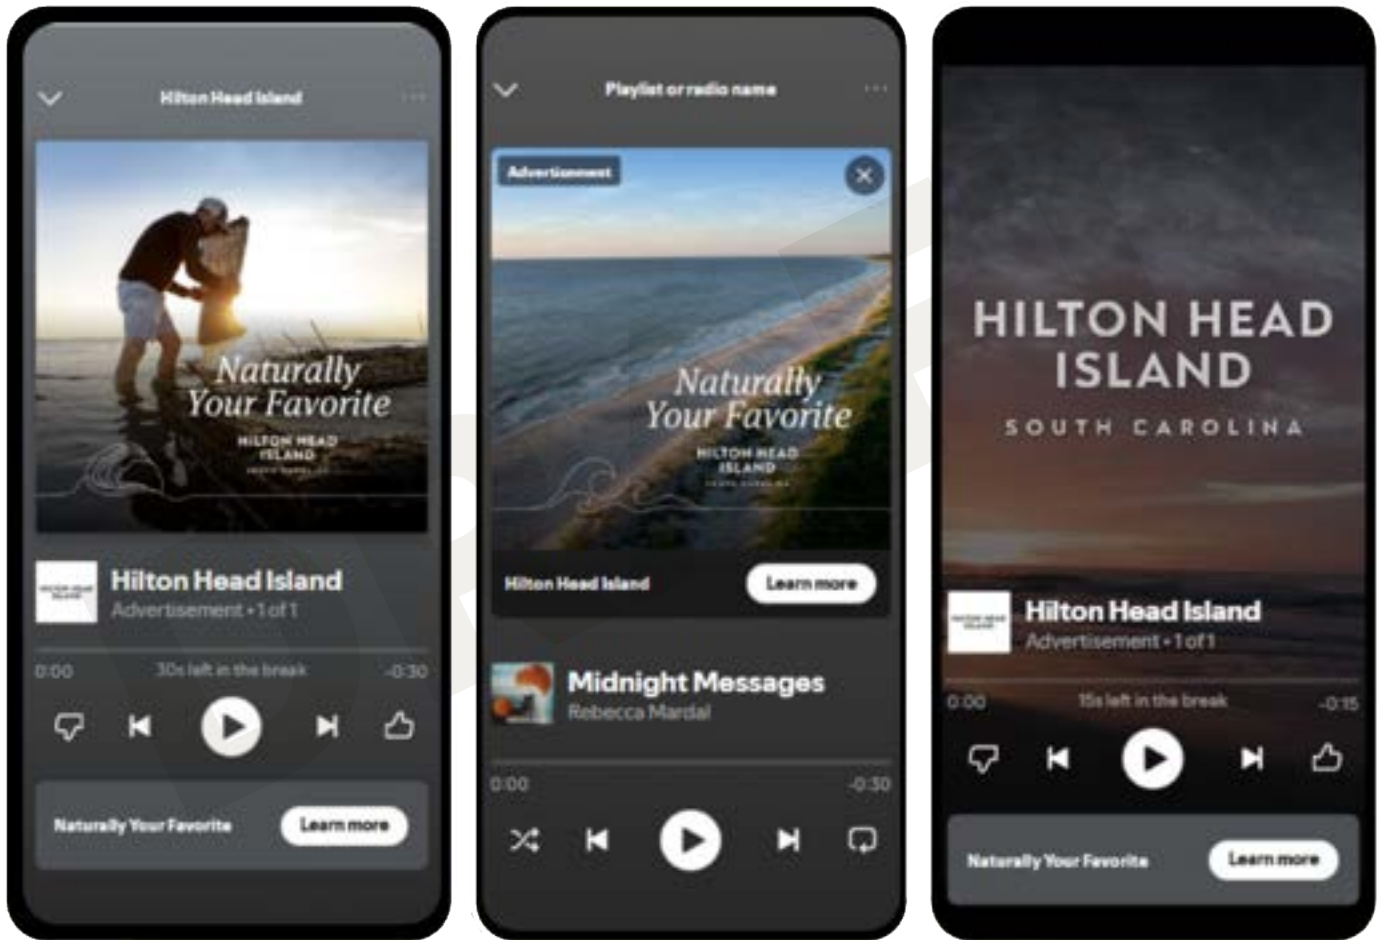 Hilton Head Island
Naturally
Your Favorite
HILTON HEAD
ISLAND
Hilton Head Island
Advertisement • 1 of 1
0:00
30s left in the break
-0:30
Naturally Your Favorite
Learn more
Playlist or radio name
Advertisement
Naturally
Your Favorite
HILTON HEAD
ISLAND
SOUTH CAROLINA
Hilton Head Island
Learn more
Midnight Messages
Rebecca Mardal
0:00
-0:30
HILTON HEAD
ISLAND
SOUTH CAROLINA
Hilton Head Island
Advertisement • 1 of 1
0:00
15s left in the break
-0:15
Naturally Your Favorite
Learn more